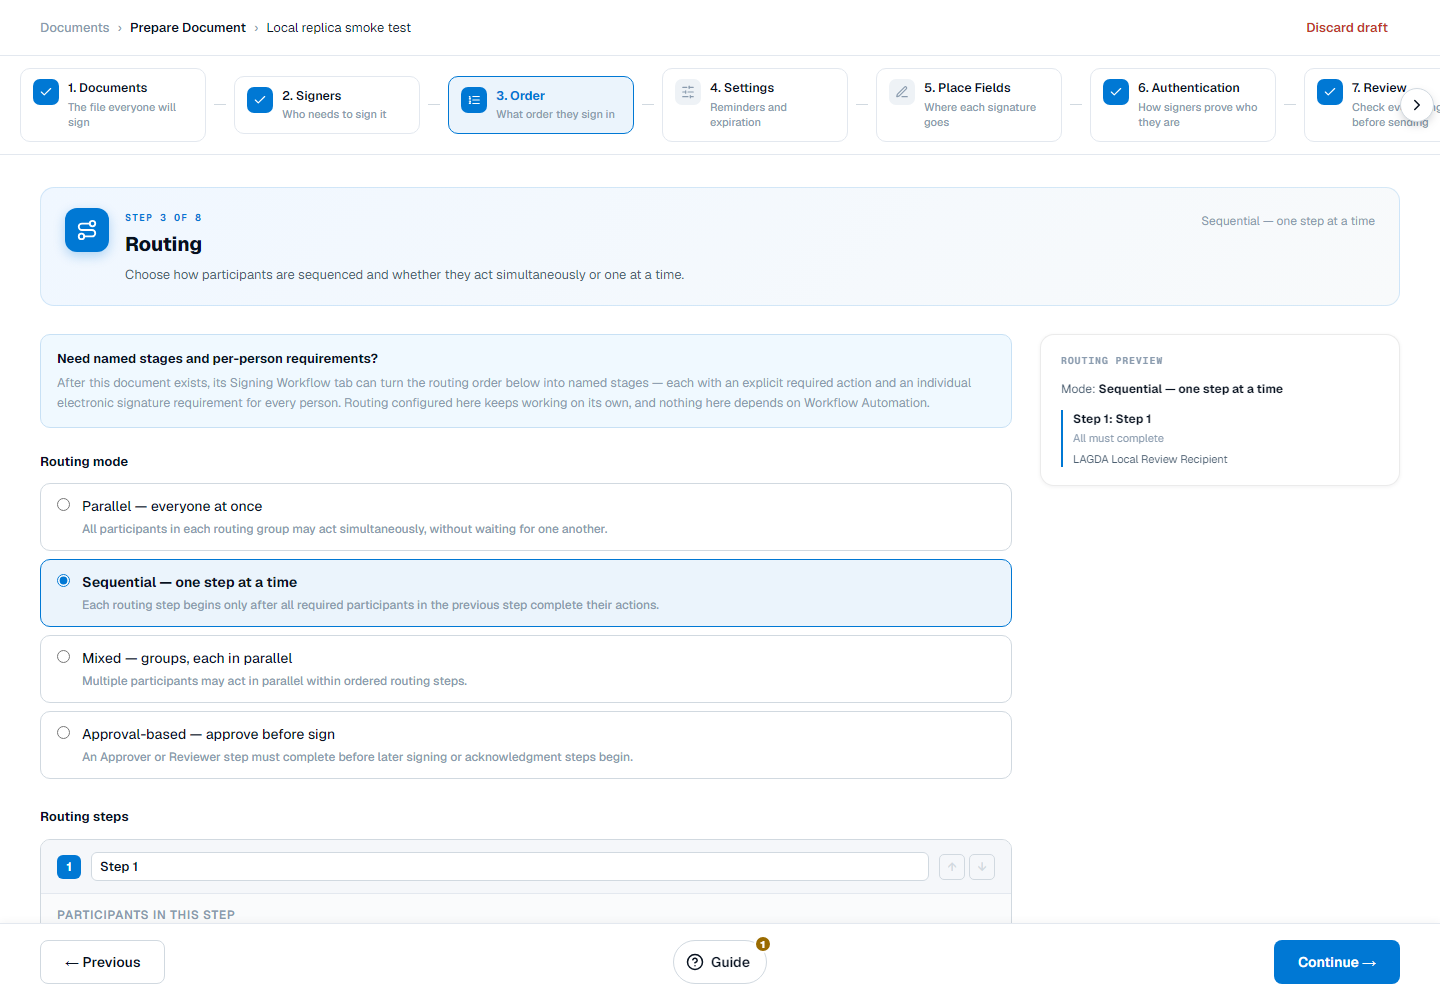 Documents › Prepare Document › Local replica smoke test
Discard draft
1. Documents
The file everyone will
sign
2. Signers
Who needs to sign it
3. Order
What order they sign in
4. Settings
Reminders and
expiration
5. Place Fields
Where each signature
goes
6. Authentication
How signers prove who
they are
7. Review
Check
before sending
STEP 3 OF 8
Routing
Choose how participants are sequenced and whether they act simultaneously or one at a time.
Sequential — one step at a time
Need named stages and per-person requirements?
After this document exists, its Signing Workflow tab can turn the routing order below into named stages — each with an explicit required action and an individual
electronic signature requirement for every person. Routing configured here keeps working on its own, and nothing here depends on Workflow Automation.
Routing mode
Parallel — everyone at once
All participants in each routing group may act simultaneously, without waiting for one another.
Sequential — one step at a time
Each routing step begins only after all required participants in the previous step complete their actions.
Mixed — groups, each in parallel
Multiple participants may act in parallel within ordered routing steps.
Approval-based — approve before sign
An Approver or Reviewer step must complete before later signing or acknowledgment steps begin.
Routing steps
1
Step 1
PARTICIPANTS IN THIS STEP
ROUTING PREVIEW
Mode: Sequential — one step at a time
Step 1: Step 1
All must complete
LAGDA Local Review Recipient
← Previous
Guide
1
Continue →